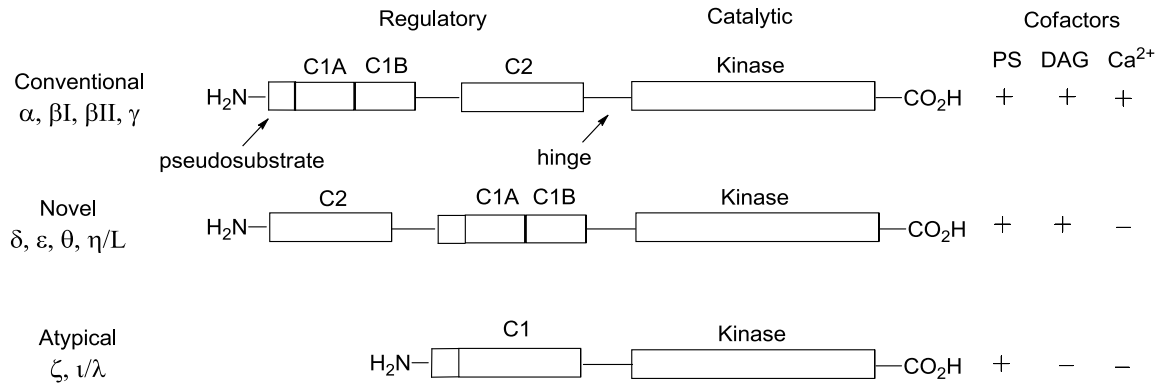 Regulatory Catalytic Cofactors
C1A C1B C2 Kinase PS DAG Ca²⁺
Conventional
α, βI, βII, γ
H₂N CO₂H + + +
pseudosubstrate hinge
Novel
δ, ε, θ, η/L
C2 C1A C1B Kinase
H₂N CO₂H + + –
Atypical
ζ, ι/λ
C1 Kinase
H₂N CO₂H + – –